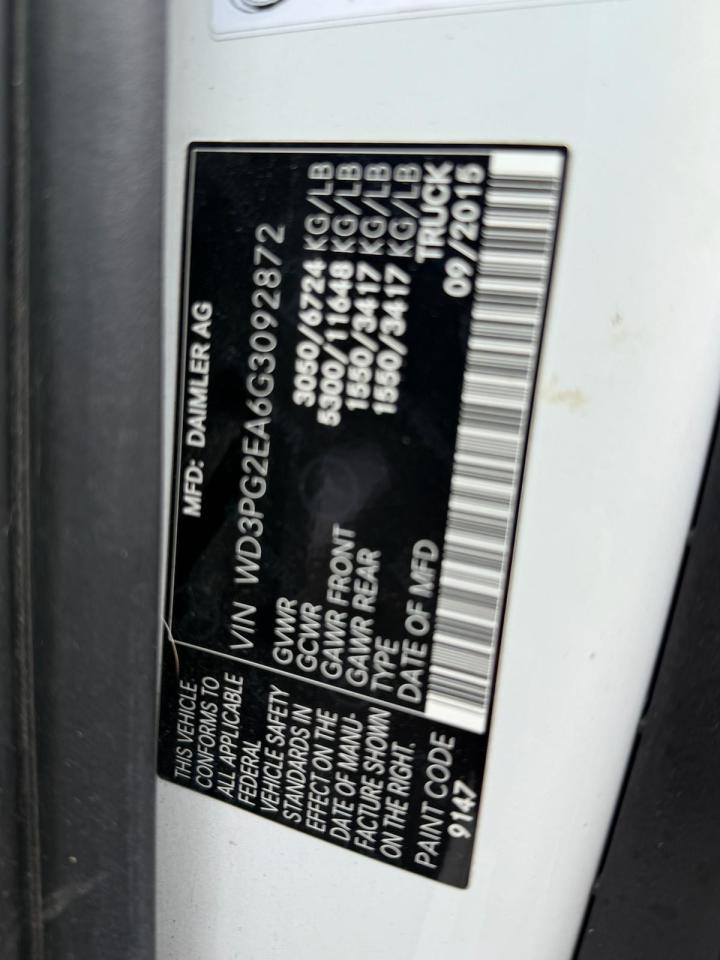 MFD: DAIMLER AG
VIN WD3PG2EA6G3092872
GVWR 3050/6724 KG/LB
GCWR 5300/11648 KG/LB
GAWR FRONT 1550/3417 KG/LB
GAWR REAR 1550/3417 KG/LB
TYPE TRUCK
DATE OF MFD 09/2015
THIS VEHICLE
CONFORMS TO
ALL APPLICABLE
FEDERAL
VEHICLE SAFETY
STANDARDS IN
EFFECT ON THE
DATE OF MANU-
FACTURE SHOWN
ON THE RIGHT.
PAINT CODE
9147